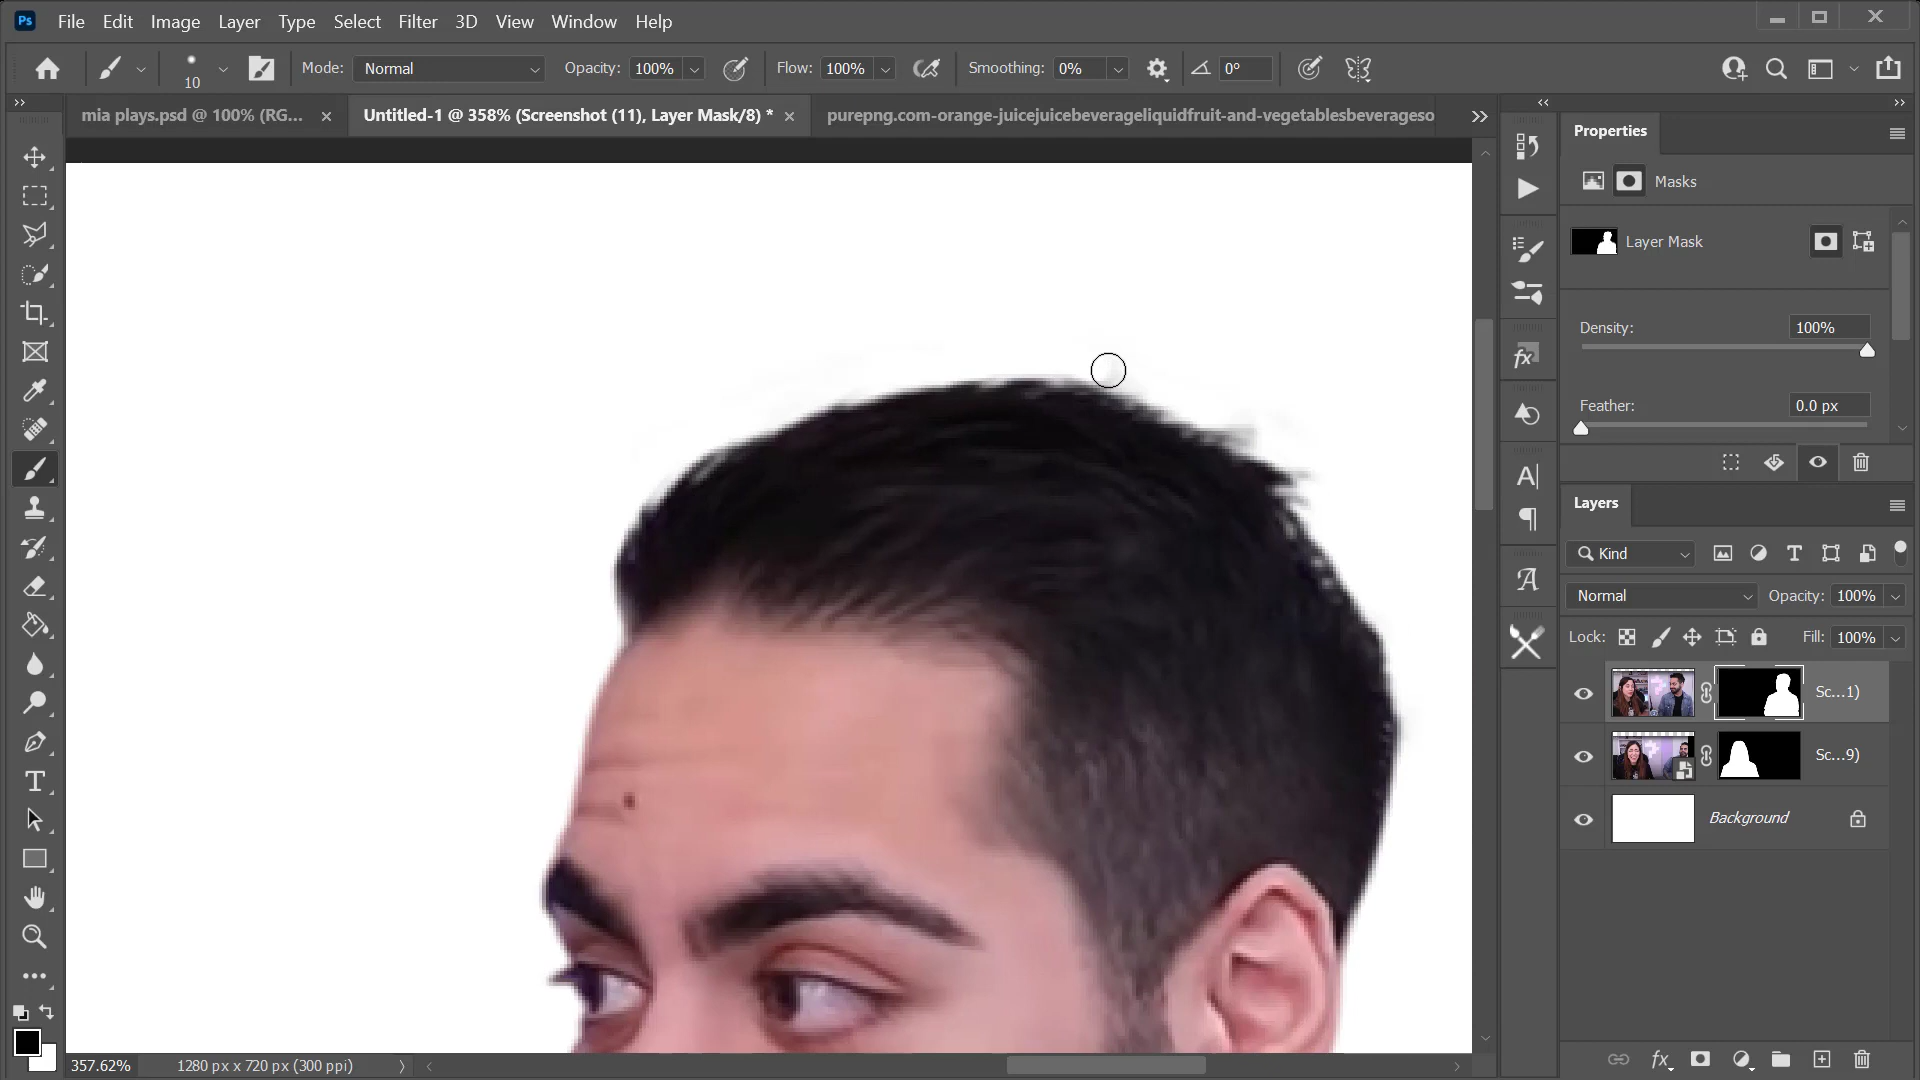 Ps File Edit Image Layer Type Select Filter 3D View Window Help
10 Mode: Normal Opacity: 100% Flow: 100% Smoothing: 0% 0°
mia plays.psd @ 100% (RG... × Untitled-1 @ 358% (Screenshot (11), Layer Mask/8) * × purepng.com-orange-juicejuicebeverageliquidfruit-and-vegetablesbeverageso
Properties
Masks
Layer Mask
Density: 100%
Feather: 0.0 px
Layers
Kind
Normal Opacity: 100%
Lock: Fill: 100%
Sc...1)
Sc...9)
Background
357.62% 1280 px x 720 px (300 ppi)